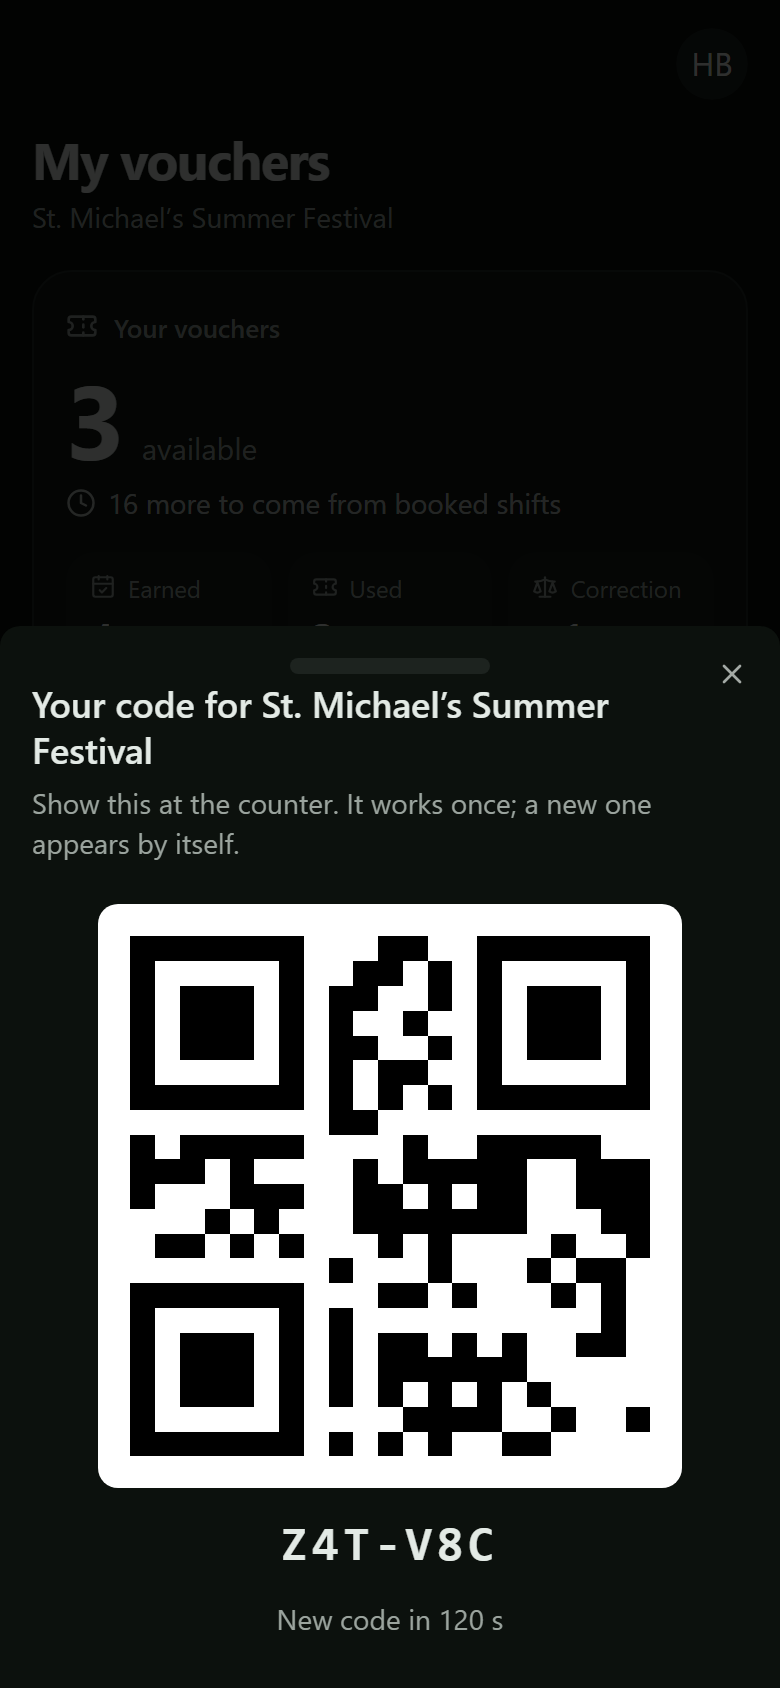 HB
My vouchers
St. Michael’s Summer Festival
Your vouchers
3 available
16 more to come from booked shifts
Earned
Used
Correction
Your code for St. Michael’s Summer
Festival
Show this at the counter. It works once; a new one
appears by itself.
Z4T-V8C
New code in 120 s